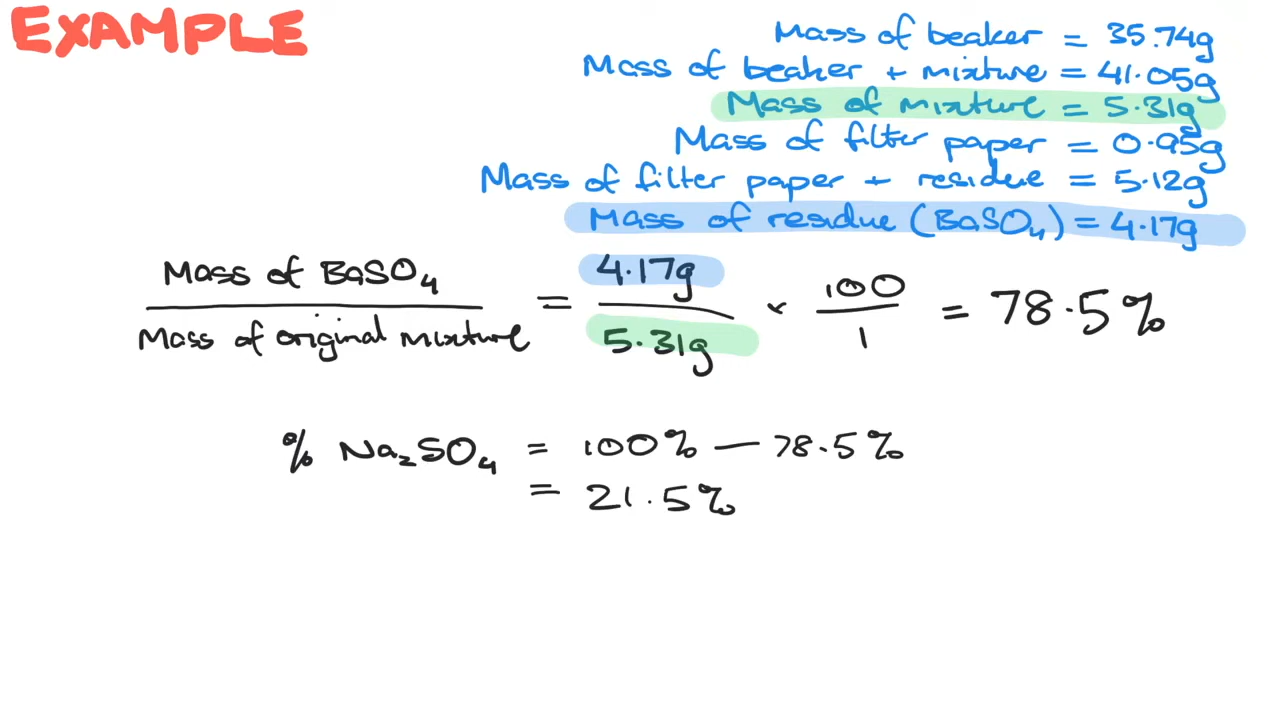 EXAMPLE
Mass of beaker = 35.74g
Mass of beaker + mixture = 41.05g
Mass of mixture = 5.31g
Mass of filter paper = 0.95g
Mass of filter paper + residue = 5.12g
Mass of residue (BaSO₄) = 4.17g
Mass of BaSO₄ / Mass of original mixture = 4.17g / 5.31g × 100 / 1 = 78.5%
% Na₂SO₄ = 100% — 78.5%
= 21.5%